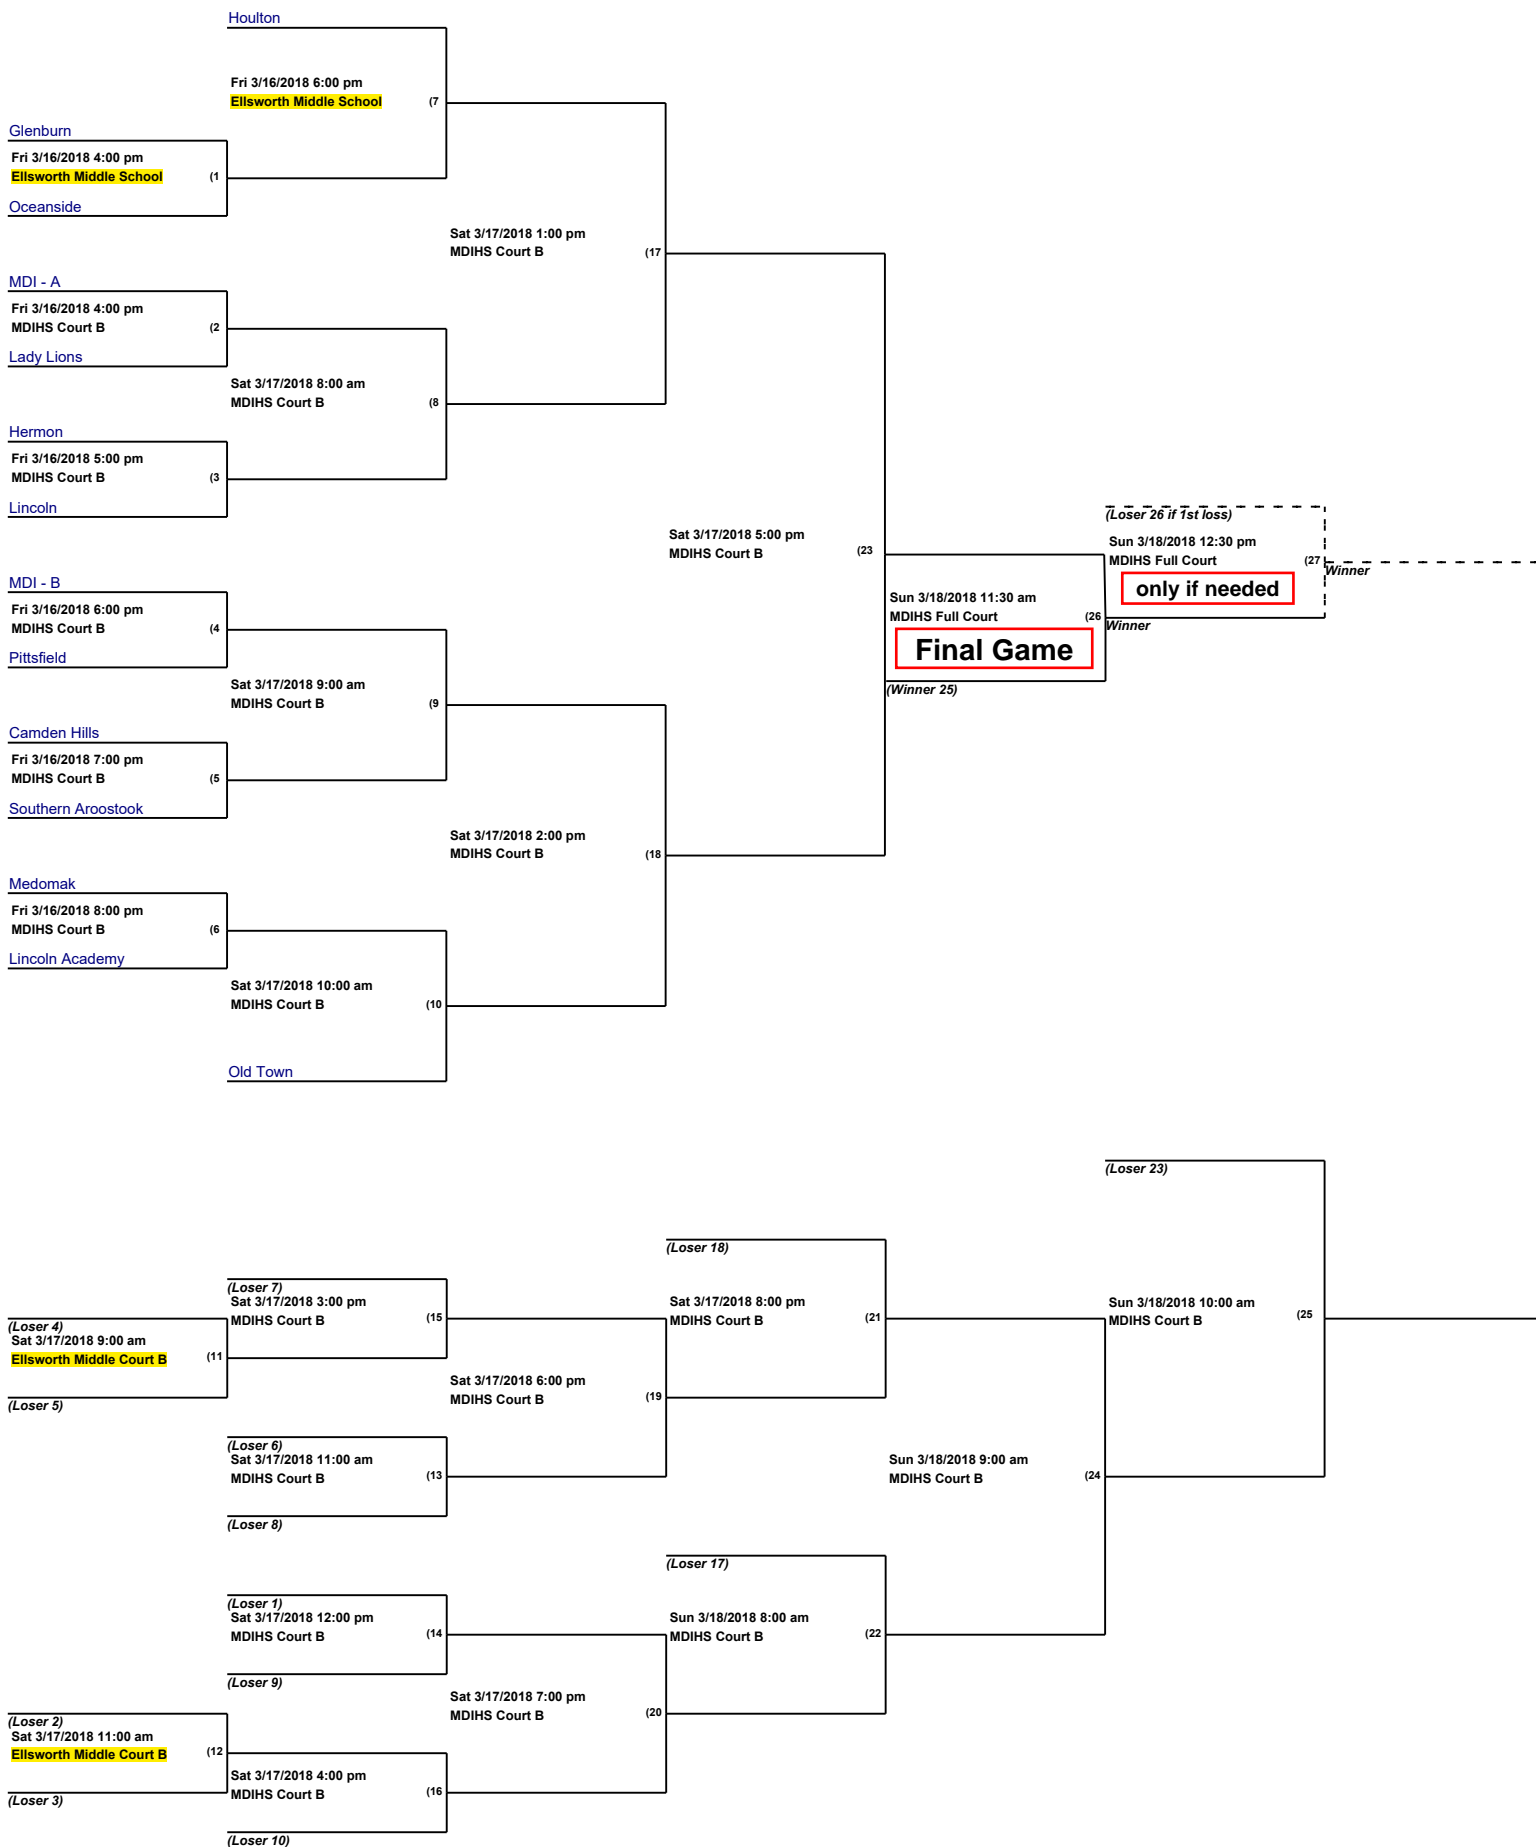 Houlton
Fri 3/16/2018 6:00 pm
Ellsworth Middle School (7
Glenburn
Fri 3/16/2018 4:00 pm
Ellsworth Middle School (1
Oceanside
Sat 3/17/2018 1:00 pm
MDIHS Court B (17
MDI - A
Fri 3/16/2018 4:00 pm
MDIHS Court B (2
Lady Lions
Sat 3/17/2018 8:00 am
MDIHS Court B (8
Hermon
Fri 3/16/2018 5:00 pm
MDIHS Court B (3
Lincoln
Sat 3/17/2018 5:00 pm
MDIHS Court B (23
(Loser 26 if 1st loss)
Sun 3/18/2018 12:30 pm
MDIHS Full Court (27
Winner
only if needed
MDI - B
Fri 3/16/2018 6:00 pm
MDIHS Court B (4
Pittsfield
Sun 3/18/2018 11:30 am
MDIHS Full Court (26
Winner
Final Game
(Winner 25)
Sat 3/17/2018 9:00 am
MDIHS Court B (9
Camden Hills
Fri 3/16/2018 7:00 pm
MDIHS Court B (5
Southern Aroostook
Sat 3/17/2018 2:00 pm
MDIHS Court B (18
Medomak
Fri 3/16/2018 8:00 pm
MDIHS Court B (6
Lincoln Academy
Sat 3/17/2018 10:00 am
MDIHS Court B (10
Old Town
(Loser 23)
(Loser 18)
(Loser 7)
Sat 3/17/2018 3:00 pm
MDIHS Court B (15
Sat 3/17/2018 8:00 pm
MDIHS Court B (21
Sun 3/18/2018 10:00 am
MDIHS Court B (25
(Loser 4)
Sat 3/17/2018 9:00 am
Ellsworth Middle Court B (11
(Loser 5)
Sat 3/17/2018 6:00 pm
MDIHS Court B (19
(Loser 6)
Sat 3/17/2018 11:00 am
MDIHS Court B (13
(Loser 8)
Sun 3/18/2018 9:00 am
MDIHS Court B (24
(Loser 17)
(Loser 1)
Sat 3/17/2018 12:00 pm
MDIHS Court B (14
(Loser 9)
Sun 3/18/2018 8:00 am
MDIHS Court B (22
Sat 3/17/2018 7:00 pm
MDIHS Court B (20
(Loser 2)
Sat 3/17/2018 11:00 am
Ellsworth Middle Court B (12
(Loser 3)
Sat 3/17/2018 4:00 pm
MDIHS Court B (16
(Loser 10)